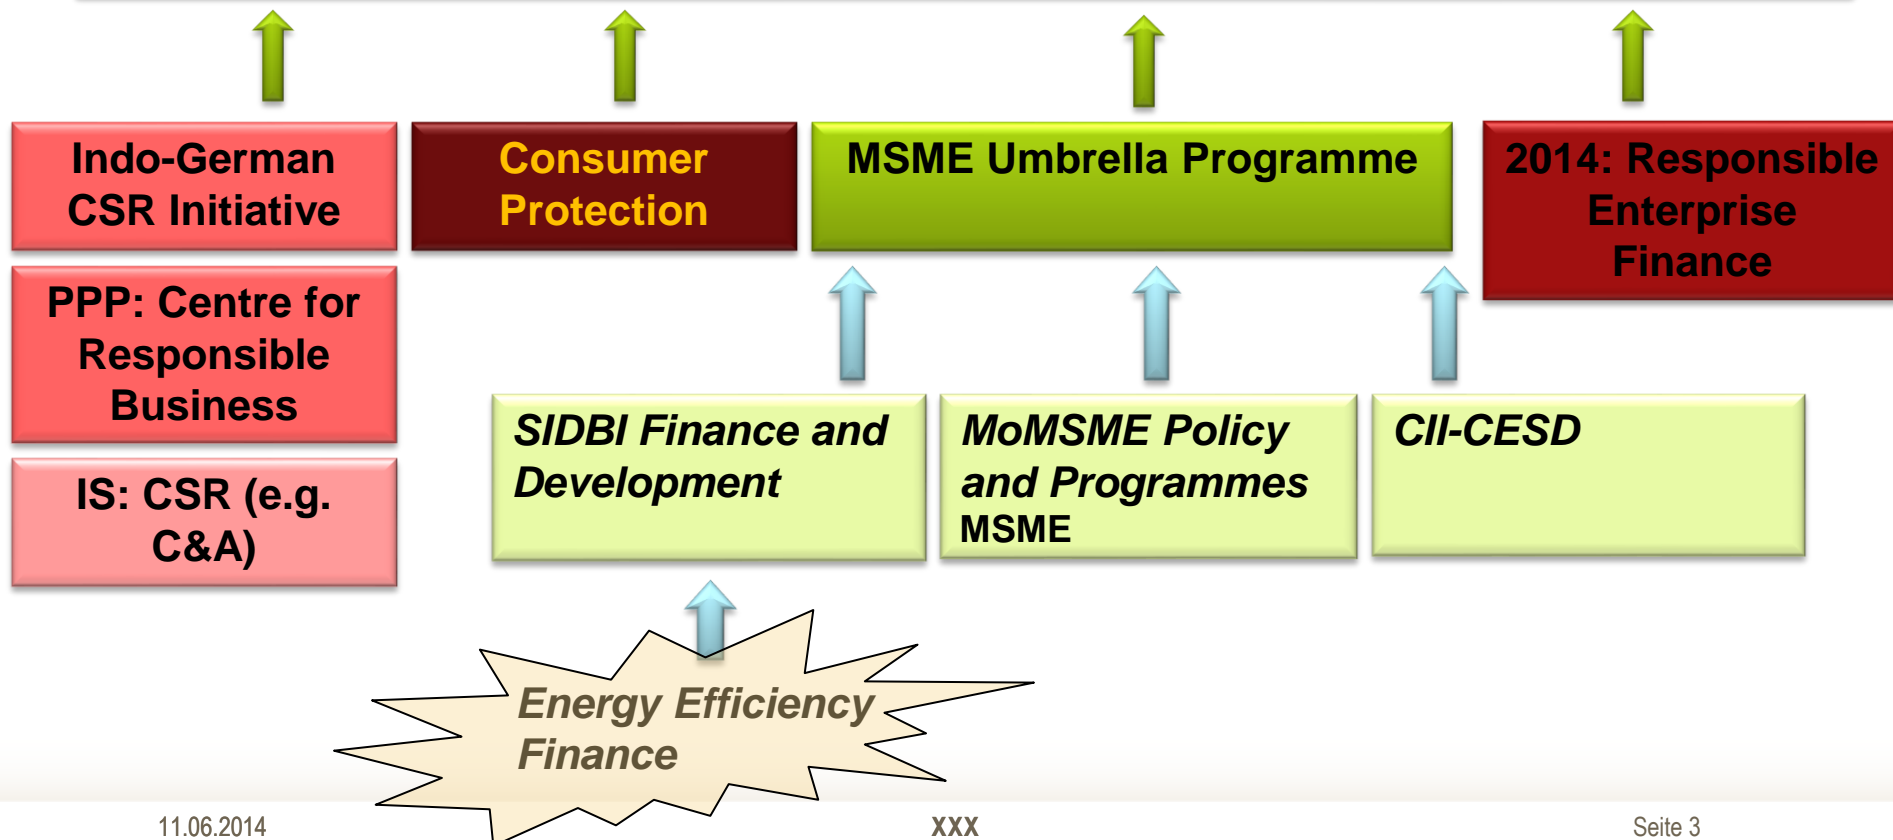 Indo-German
CSR Initiative
Consumer
Protection
MSME Umbrella Programme
2014: Responsible
Enterprise
Finance
PPP: Centre for
Responsible
Business
IS: CSR (e.g.
C&A)
SIDBI Finance and
Development
MoMSME Policy
and Programmes
MSME
CII-CESD
Energy Efficiency
Finance
11.06.2014
XXX
Seite 3